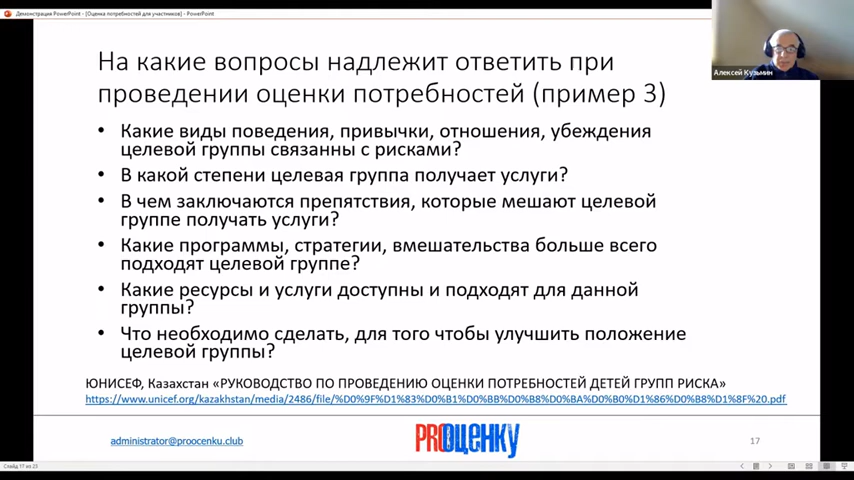 Демонстрация PowerPoint - [Оценка потребностей для участников] - PowerPoint
Алексей Кузьмин
На какие вопросы надлежит ответить при
проведении оценки потребностей (пример 3)
• Какие виды поведения, привычки, отношения, убеждения
целевой группы связанны с рисками?
• В какой степени целевая группа получает услуги?
• В чем заключаются препятствия, которые мешают целевой
группе получать услуги?
• Какие программы, стратегии, вмешательства больше всего
подходят целевой группе?
• Какие ресурсы и услуги доступны и подходят для данной
группы?
• Что необходимо сделать, для того чтобы улучшить положение
целевой группы?
ЮНИСЕФ, Казахстан «РУКОВОДСТВО ПО ПРОВЕДЕНИЮ ОЦЕНКИ ПОТРЕБНОСТЕЙ ДЕТЕЙ ГРУПП РИСКА»
https://www.unicef.org/kazakhstan/media/2486/file/%D0%9F%D1%83%D0%B1%D0%BB%D0%B8%D0%BA%D0%B0%D1%86%D0%B8%D1%8F%20.pdf
administrator@proocenku.club
PROОценку
17
Слайд 17 из 23